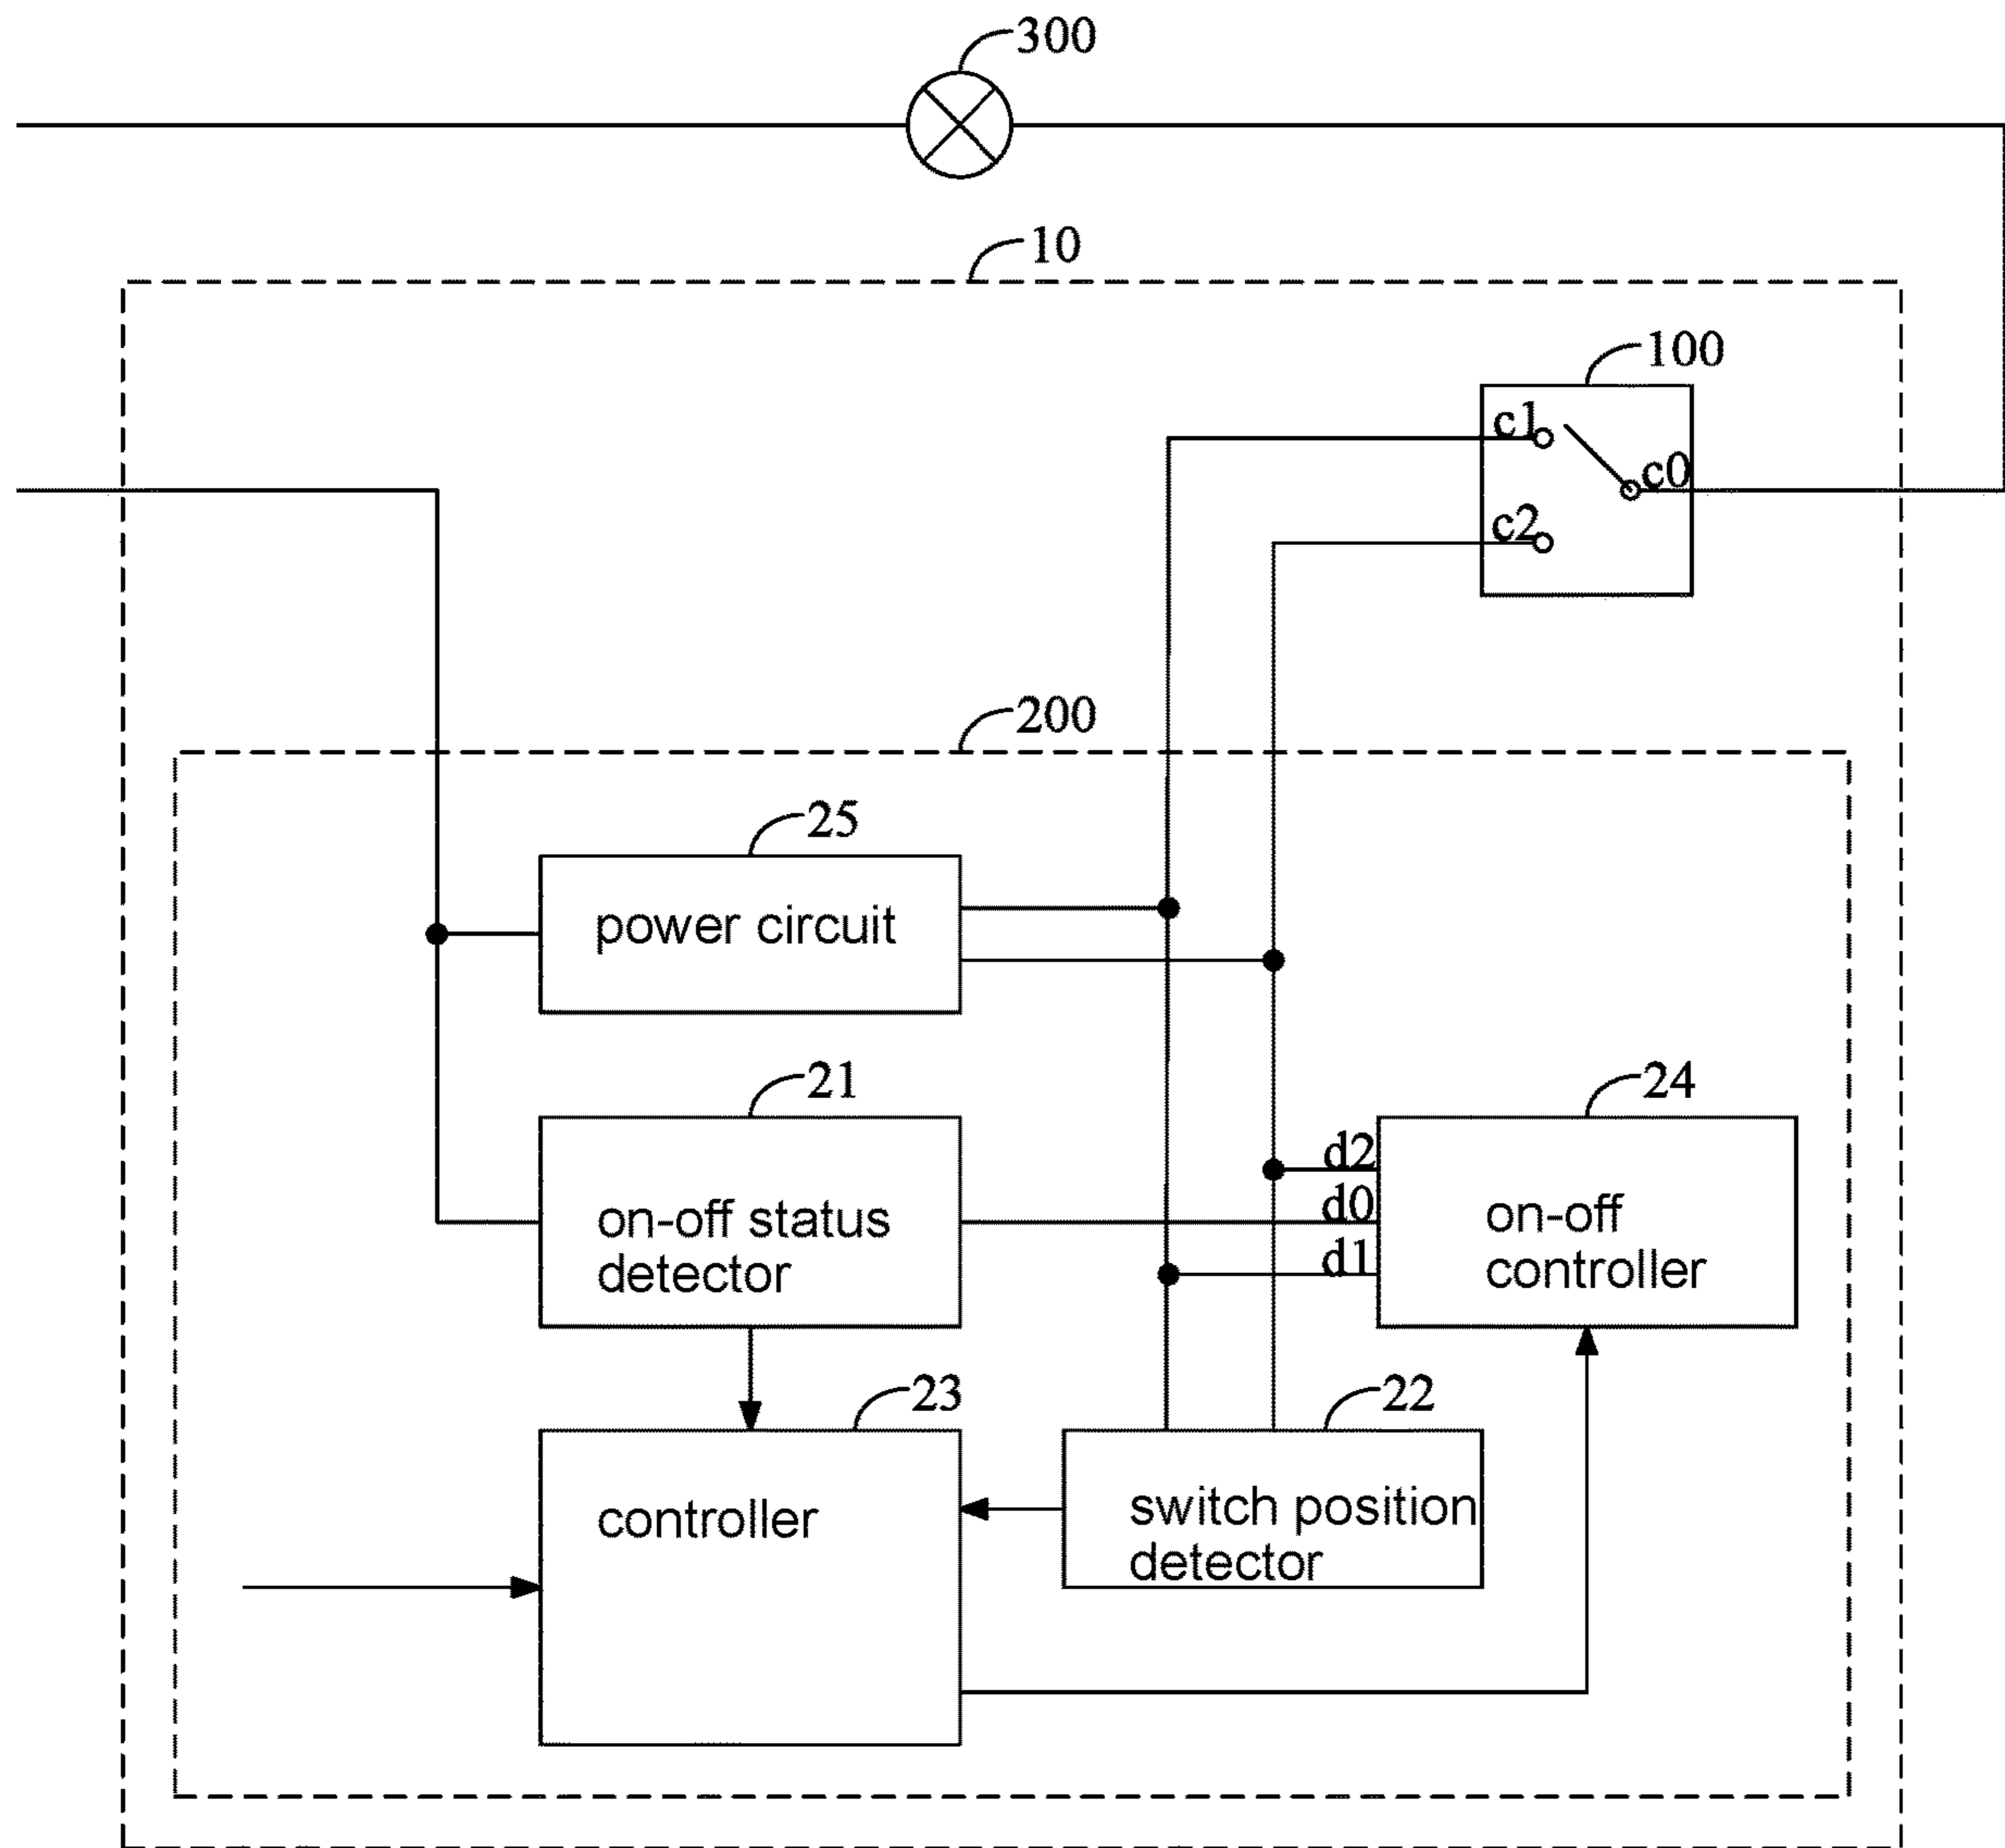 300
10
100
c1
c0
c2
200
25
power circuit
21
24
d2
d0
d1
on-off status
detector
on-off
controller
23
22
controller
switch position
detector